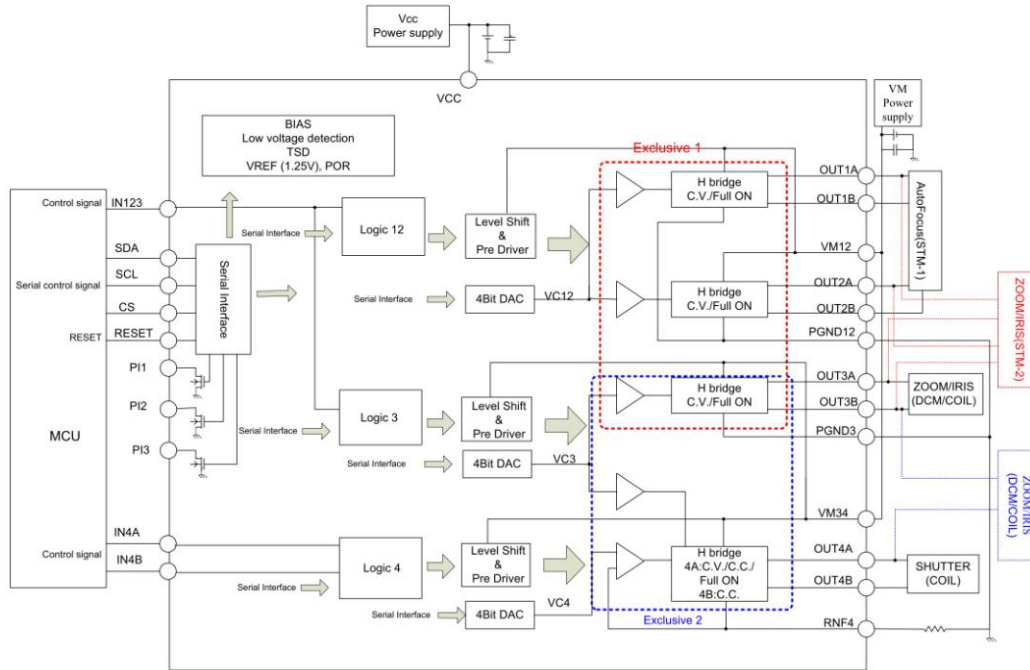 Vcc
Power supply
VCC
VM
Power
supply
BIAS
Low voltage detection
TSD
VREF (1.25V), POR
Exclusive 1
OUT1A
H bridge
C.V./Full ON
OUT1B
AutoFocus(STM-1)
Control signal
IN123
Serial Interface
Logic 12
Level Shift
&
Pre Driver
VM12
SDA
Serial Interface
SCL
Serial control signal
CS
RESET
RESET
Serial Interface
4Bit DAC
VC12
H bridge
C.V./Full ON
OUT2A
OUT2B
PGND12
ZOOM/IRIS(STM-2)
PI1
PI2
PI3
MCU
Serial Interface
Logic 3
Level Shift
&
Pre Driver
H bridge
C.V./Full ON
OUT3A
OUT3B
ZOOM/IRIS
(DCM/COIL)
PGND3
Serial Interface
4Bit DAC
VC3
ZOOM/IRIS
(DCM/COIL)
VM34
IN4A
Control signal
IN4B
Serial Interface
Logic 4
Level Shift
&
Pre Driver
H bridge
4A:C.V./C.C./
Full ON
4B:C.C.
OUT4A
OUT4B
SHUTTER
(COIL)
Serial Interface
4Bit DAC
VC4
Exclusive 2
RNF4